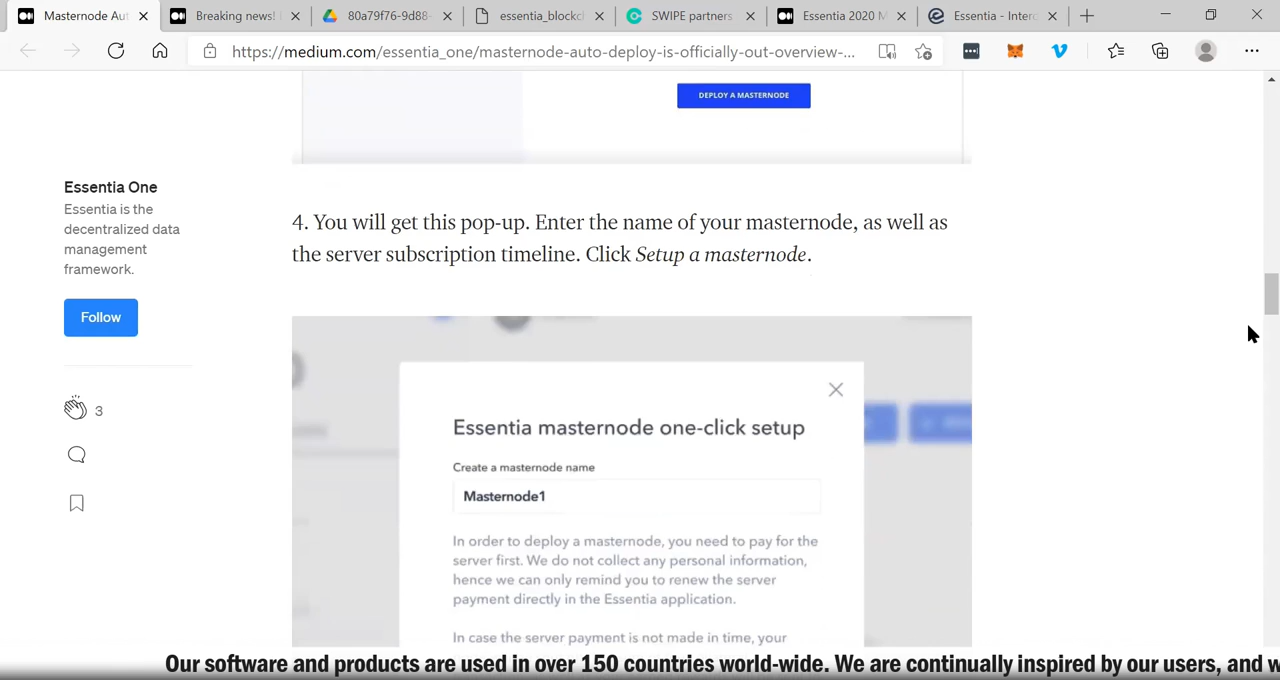 Masternode Aut
Breaking news! I
80a79f76-9d88-
essentia_blockc
SWIPE partners
Essentia 2020 M
Essentia - Inter
https://medium.com/essentia_one/masternode-auto-deploy-is-officially-out-overview-...
DEPLOY A MASTERNODE
Essentia One
Essentia is the
decentralized data
management
framework.
Follow
3
4. You will get this pop-up. Enter the name of your masternode, as well as
the server subscription timeline. Click Setup a masternode.
Essentia masternode one-click setup
Create a masternode name
Masternode1
In order to deploy a masternode, you need to pay for the
server first. We do not collect any personal information,
hence we can only remind you to renew the server
payment directly in the Essentia application.
In case the server payment is not made in time, your
Our software and products are used in over 150 countries world-wide. We are continually inspired by our users, and w